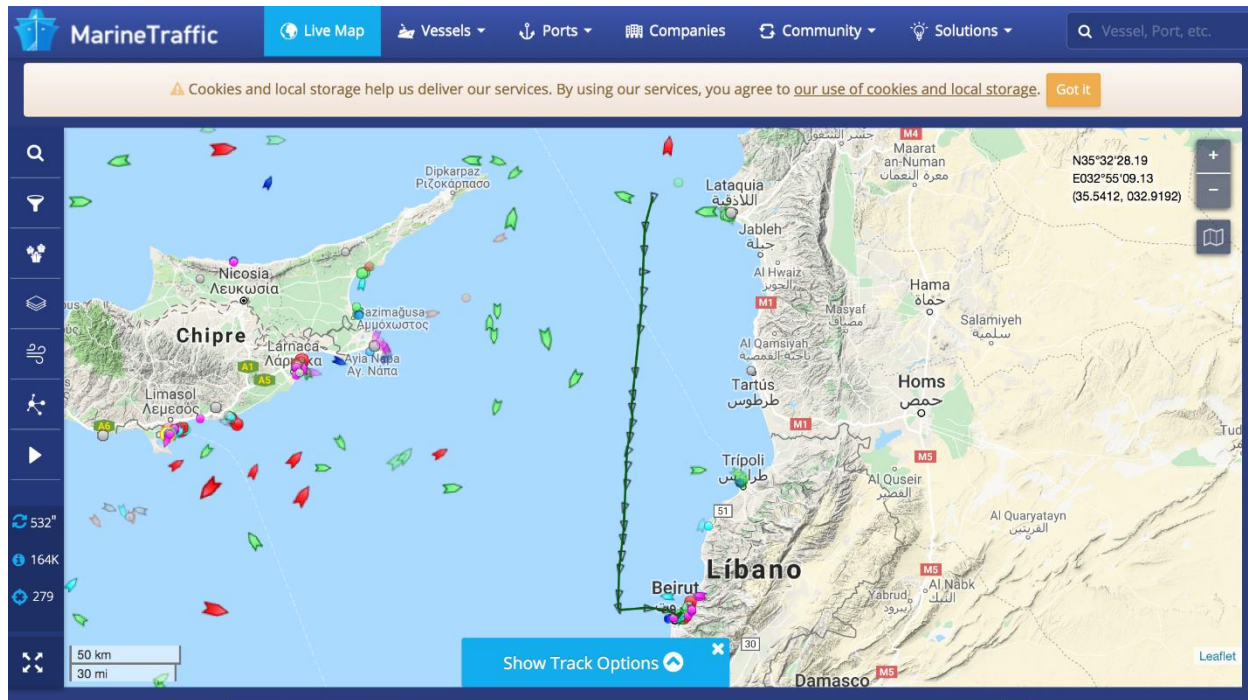 MarineTraffic
Live Map
Vessels
Ports
Companies
Community
Solutions
Vessel, Port, etc.
Cookies and local storage help us deliver our services. By using our services, you agree to our use of cookies and local storage.
Got it
N35°32'28.19
E032°55'09.13
(35.5412, 032.9192)
+
−
M4
Maarat
an-Numan
معرة النعمان
Dipkarpaz
Ριζοκάρπασο
Lataquia
اللاذقية
Jableh
جبلة
Al Hwaiz
الحويز
M1
Nicosia
Λευκωσία
Hama
حماة
Masyaf
مصياف
Salamiyeh
سلمية
Αμμόχωστος
Chipre
Al Qamsiyah
Larnaca
A1
A5
Ayia Napa
Αγ. Νάπα
Tartús
طرطوس
Homs
حمص
Limasol
Λεμεσός
A6
M1
M5
Trípoli
Al Quseir
القصير
51
Al Quaryatayn
القريتين
Líbano
M5
Beirut
Yabrud
يبرود
Al Nabk
النبك
30
M5
Damasco
532"
164K
279
50 km
30 mi
Show Track Options
Leaflet